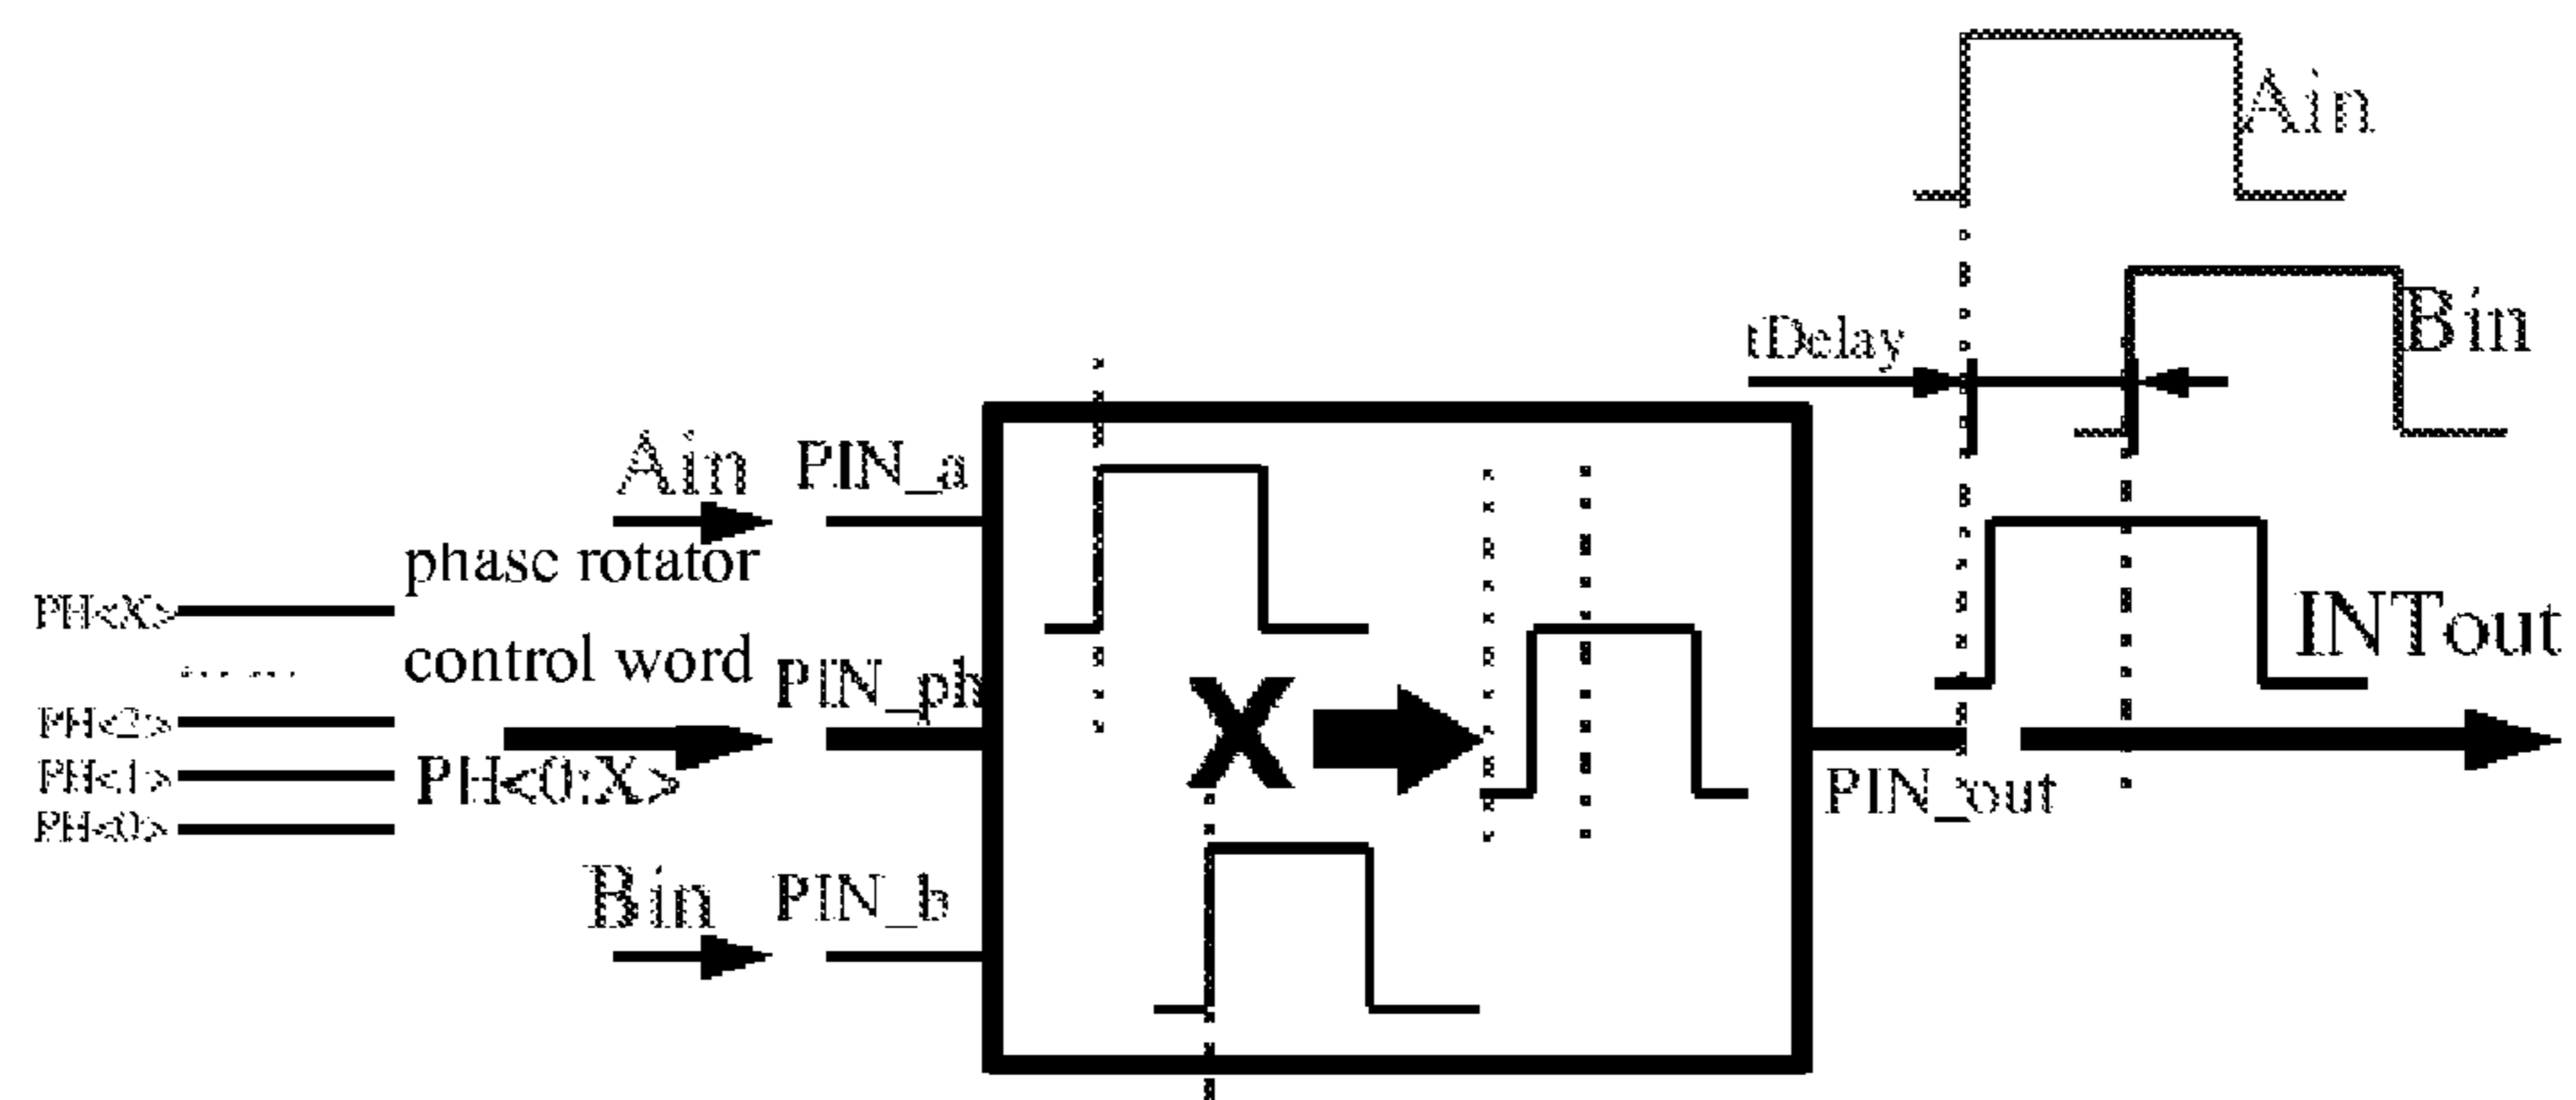 Ain
Bin
tDelay
Ain
PIN_a
phase rotator
control word
PH<X>
PH<2>
PH<1>
PH<0>
PH<0:X>
PIN_ph
X
INTout
PIN_out
Bin
PIN_b